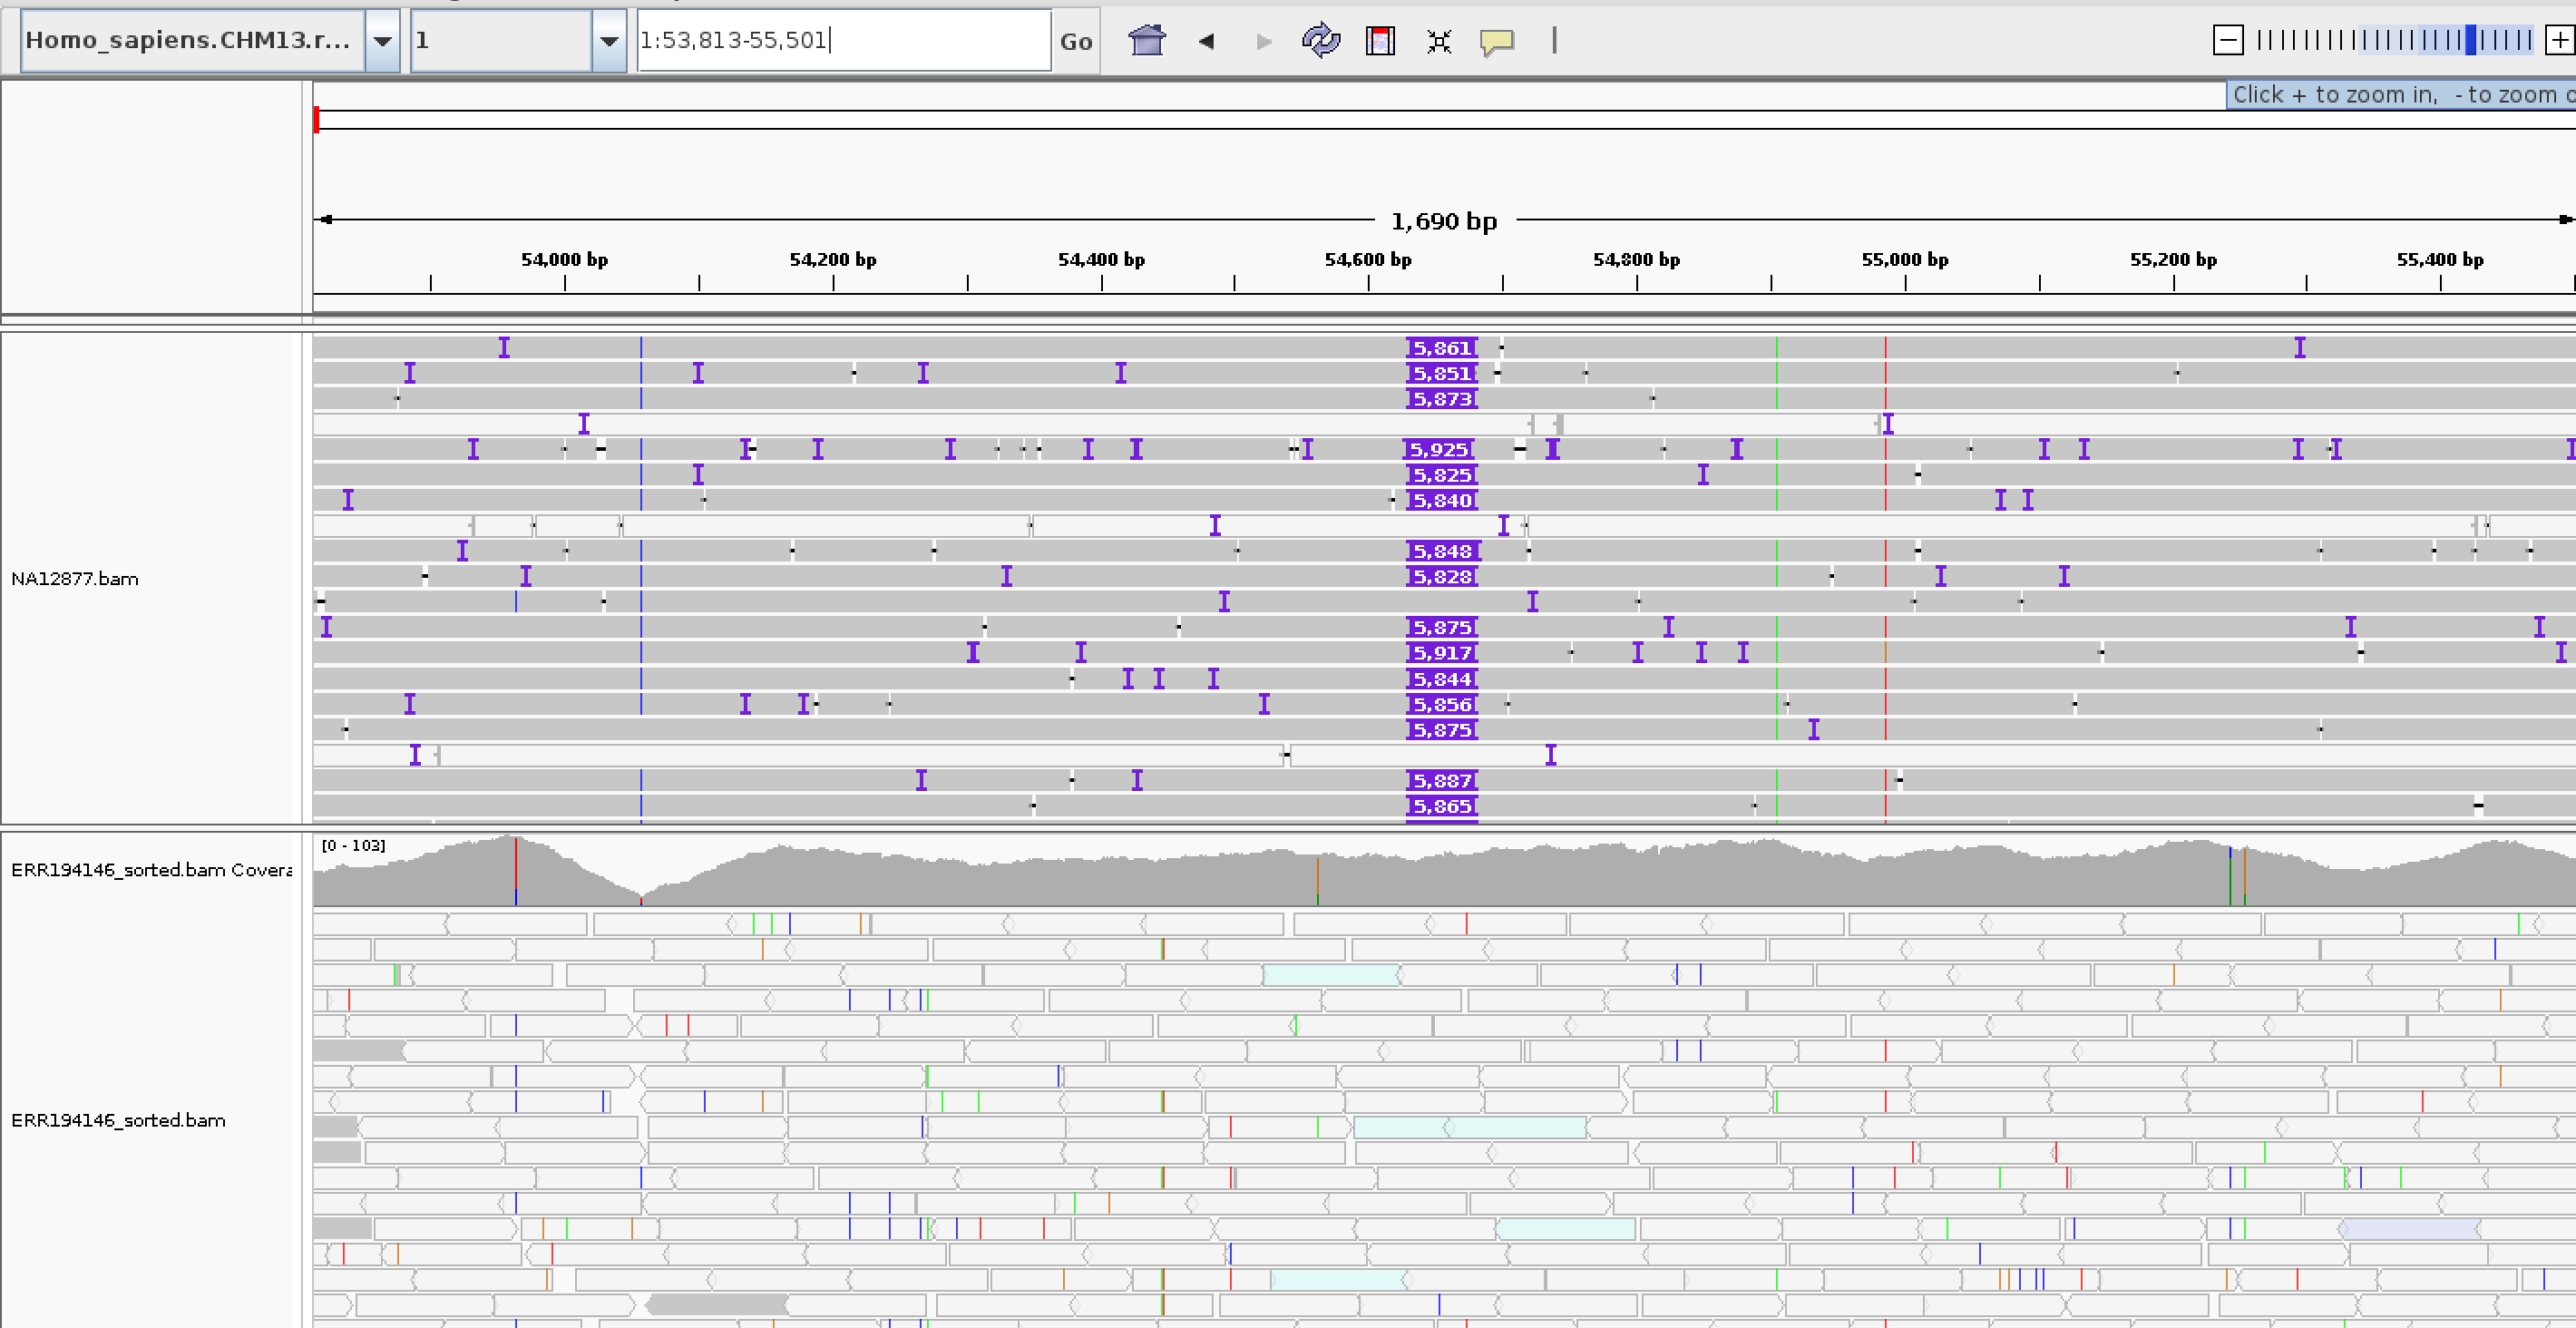 Homo_sapiens.CHM13.r... 1 1:53,813-55,501 Go
Click + to zoom in, - to zoom o
1,690 bp
54,000 bp 54,200 bp 54,400 bp 54,600 bp 54,800 bp 55,000 bp 55,200 bp 55,400 bp
5,861
5,851
5,873
5,925
5,825
5,840
5,848
NA12877.bam 5,828
5,875
5,917
5,844
5,856
5,875
5,887
5,865
[0 - 103]
ERR194146_sorted.bam Covera
ERR194146_sorted.bam